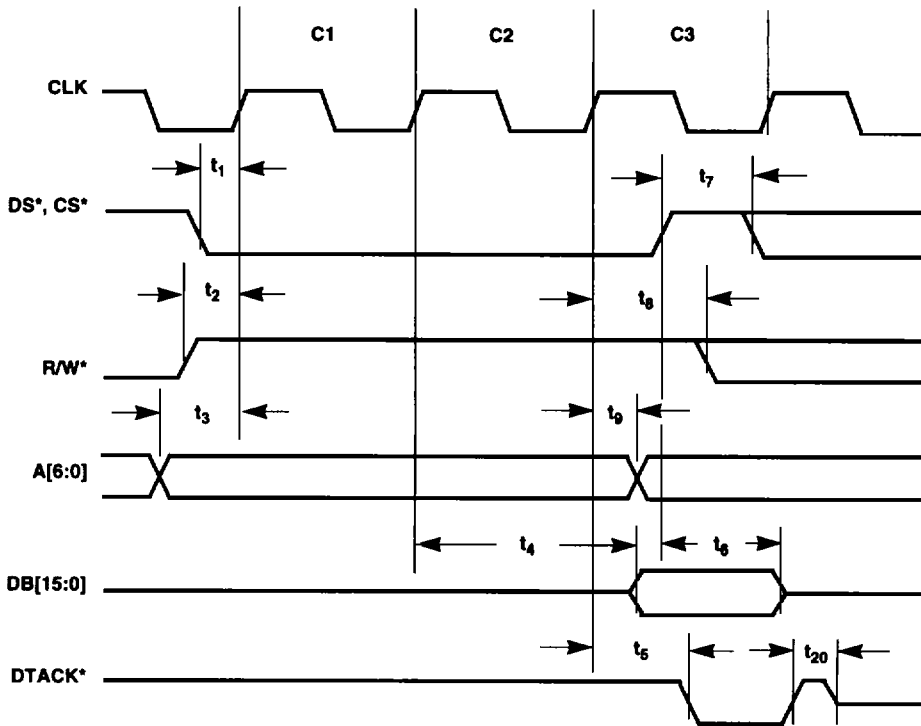 C1 C2 C3
CLK
t1 t7
DS*, CS*
t2 t8
R/W*
t3 t9
A[6:0]
t4 t6
DB[15:0]
t5 t20
DTACK*